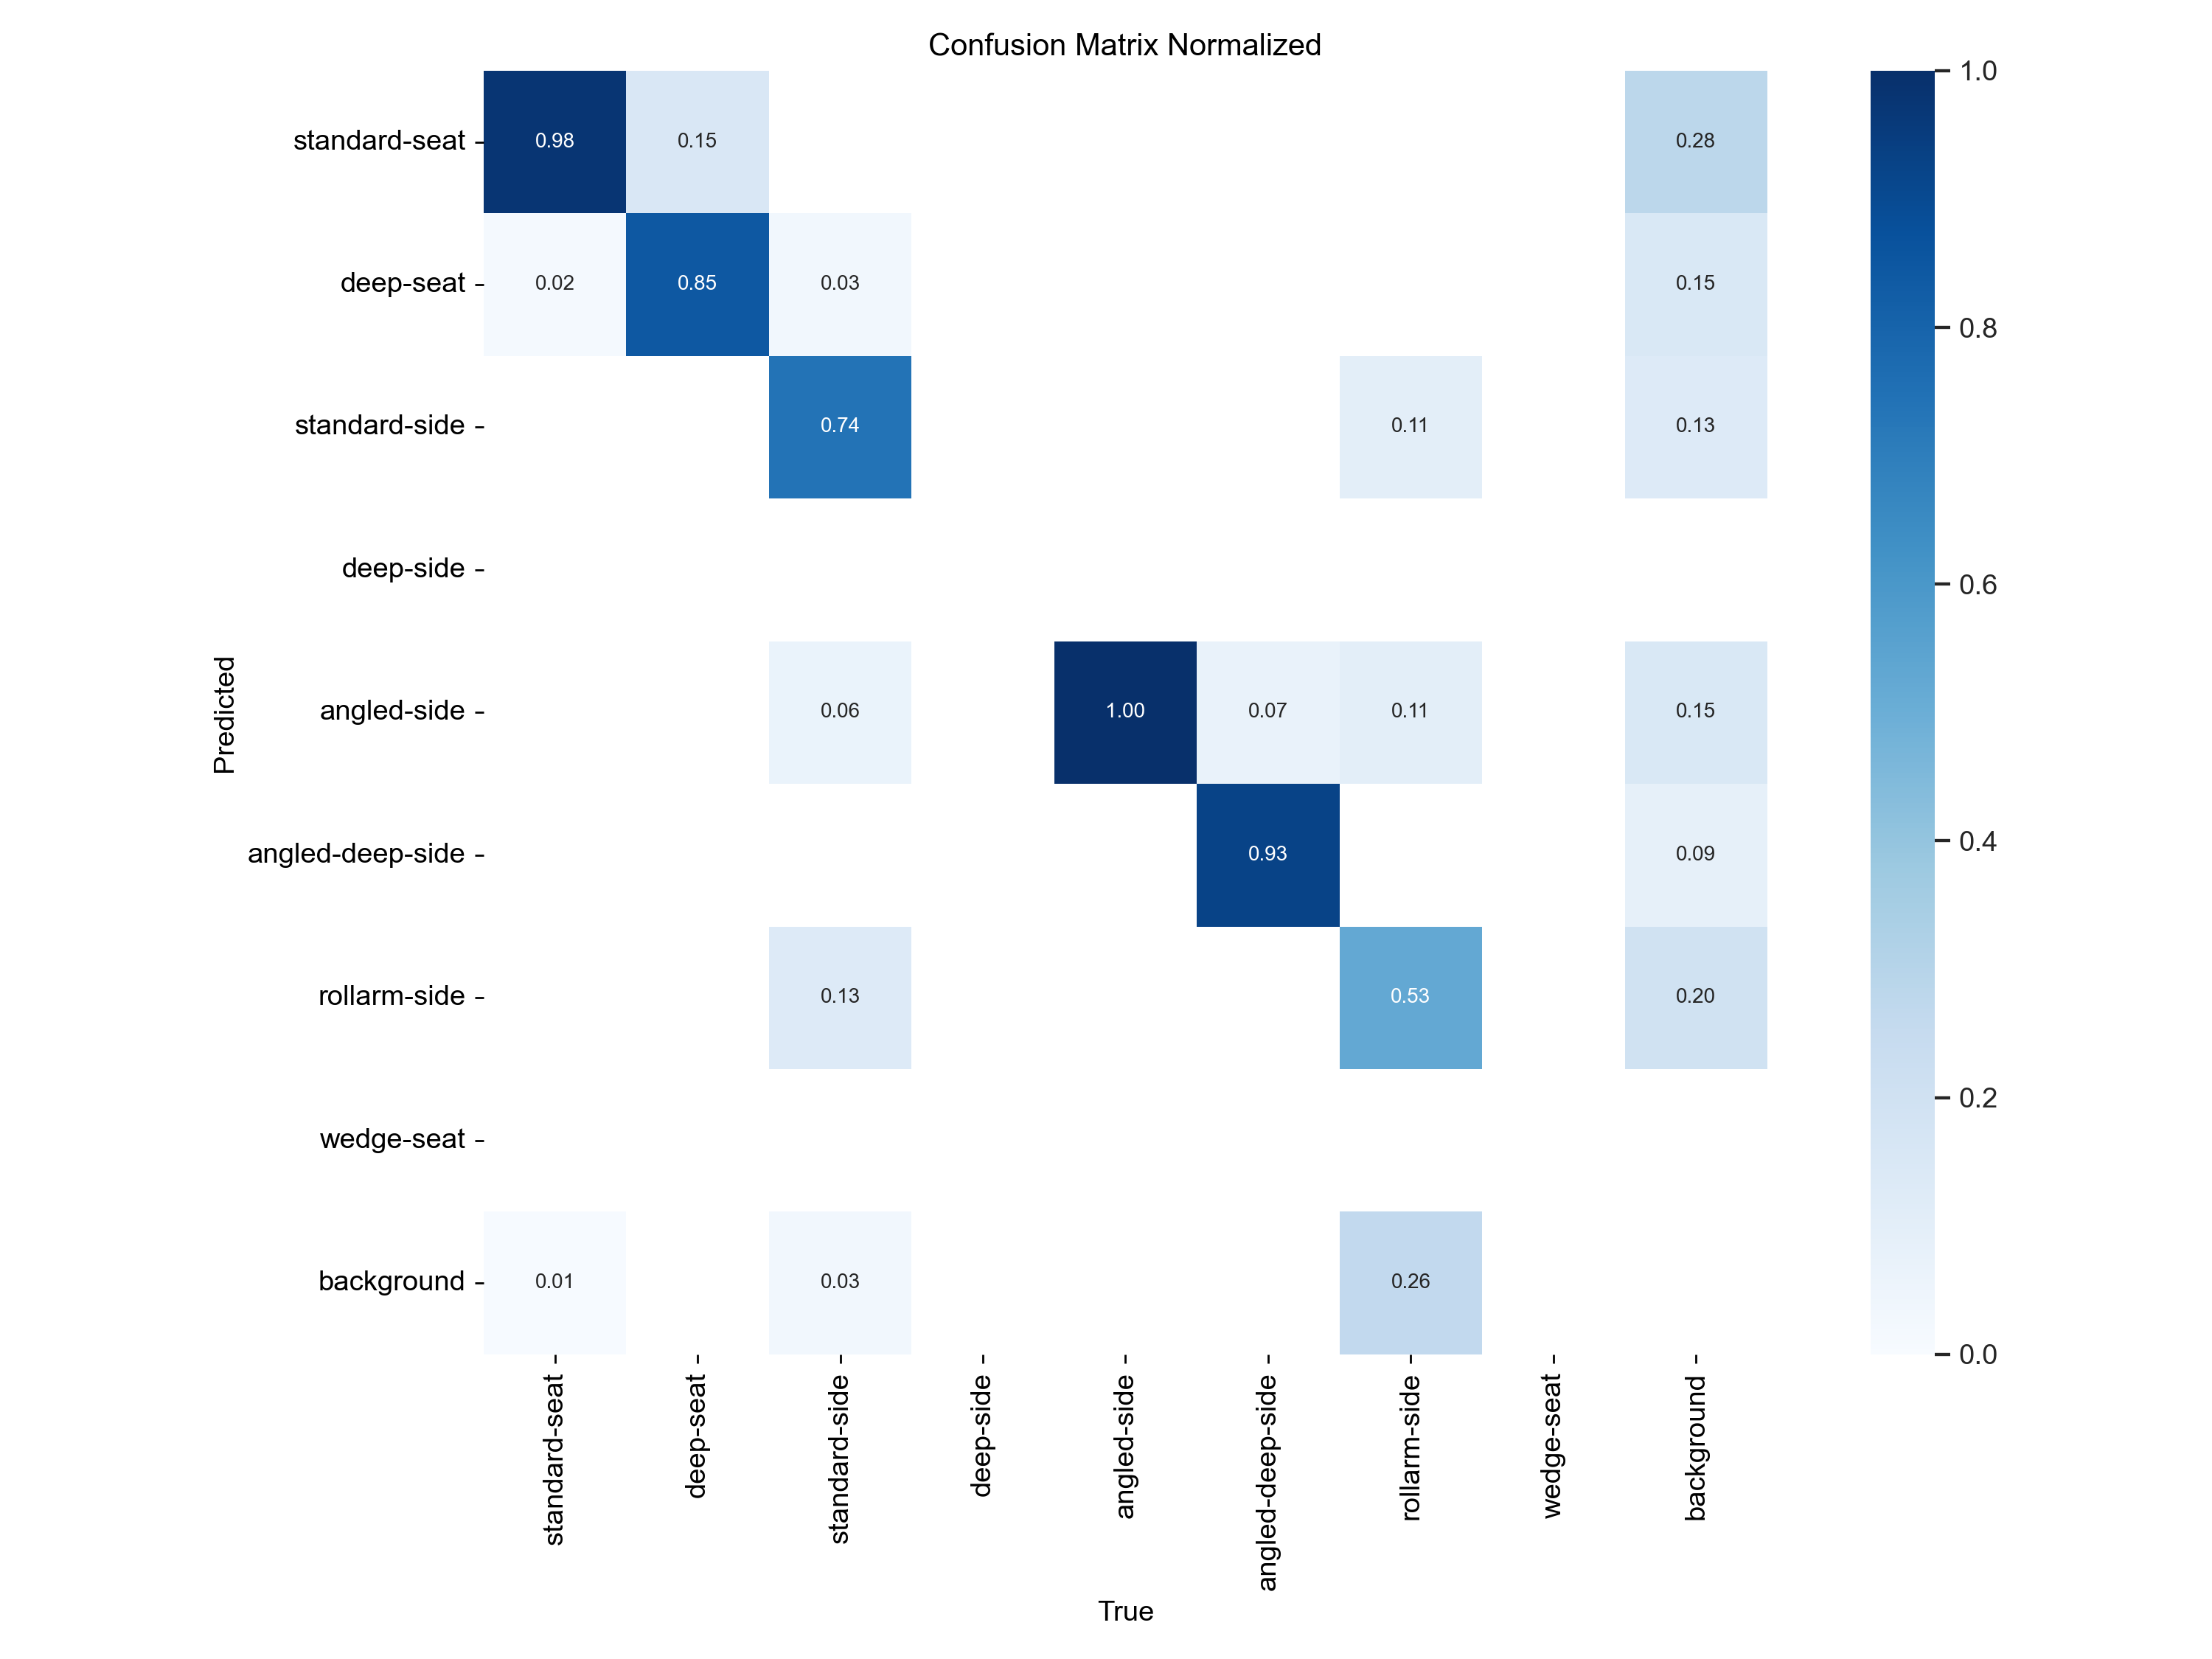 Confusion Matrix Normalized
standard-seat 0.98 0.15 0.28
deep-seat 0.02 0.85 0.03 0.15
standard-side 0.74 0.11 0.13
deep-side
angled-side 0.06 1.00 0.07 0.11 0.15
angled-deep-side 0.93 0.09
rollarm-side 0.13 0.53 0.20
wedge-seat
background 0.01 0.03 0.26
Predicted
standard-seat
deep-seat
standard-side
deep-side
angled-side
angled-deep-side
rollarm-side
wedge-seat
background
True
1.0
0.8
0.6
0.4
0.2
0.0